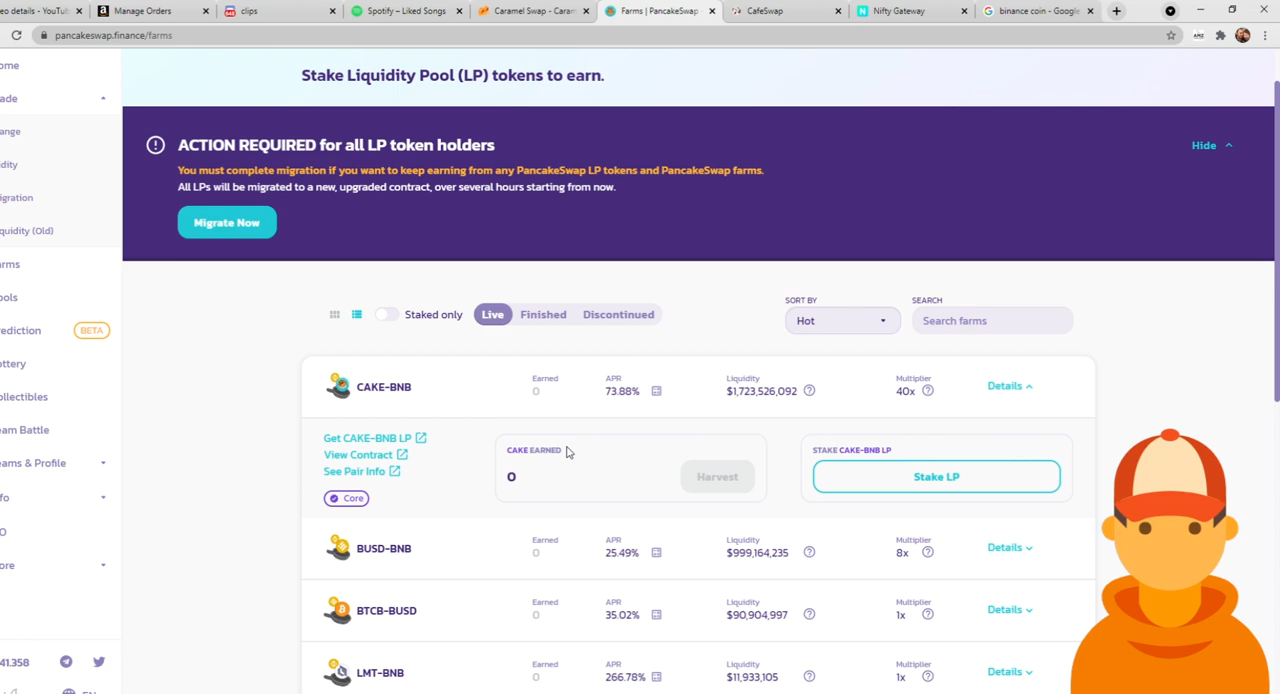 eo details - YouTu
Manage Orders
clips
Spotify – Liked Songs
Caramel Swap - Caram
Farms | PancakeSwap
CafeSwap
Nifty Gateway
binance coin - Google
pancakeswap.finance/farms
ome
ade
ange
idity
igration
quidity (Old)
rms
ols
rediction BETA
ottery
ollectibles
eam Battle
eams & Profile
fo
O
ore
41.358
EN
Stake Liquidity Pool (LP) tokens to earn.
ACTION REQUIRED for all LP token holders
Hide
You must complete migration if you want to keep earning from any PancakeSwap LP tokens and PancakeSwap farms.
All LPs will be migrated to a new, upgraded contract, over several hours starting from now.
Migrate Now
Staked only
Live Finished Discontinued
SORT BY
Hot
SEARCH
Search farms
CAKE-BNB
Earned
0
APR
73.88%
Liquidity
$1,723,526,092
Multiplier
40x
Details
Get CAKE-BNB LP
View Contract
See Pair Info
Core
CAKE EARNED
0
Harvest
STAKE CAKE-BNB LP
Stake LP
BUSD-BNB
Earned
0
APR
25.49%
Liquidity
$999,164,235
Multiplier
8x
Details
BTCB-BUSD
Earned
0
APR
35.02%
Liquidity
$90,904,997
Multiplier
1x
Details
LMT-BNB
Earned
0
APR
266.78%
Liquidity
$11,933,105
Multiplier
1x
Details